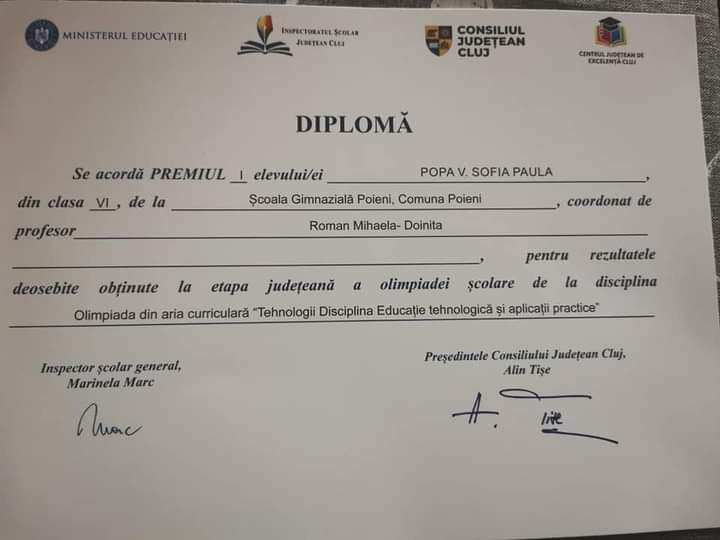 MINISTERUL EDUCAȚIEI
INSPECTORATUL ȘCOLAR
JUDEȚEAN CLUJ
CONSILIUL
JUDEȚEAN
CLUJ
CENTRUL JUDEȚEAN DE
EXCELENȚĂ CLUJ
DIPLOMĂ
Se acordă PREMIUL I elevului/ei POPA V. SOFIA PAULA,
din clasa VI, de la Școala Gimnazială Poieni, Comuna Poieni, coordonat de
profesor Roman Mihaela- Doinita
, pentru rezultatele
deosebite obținute la etapa județeană a olimpiadei școlare de la disciplina
Olimpiada din aria curriculară “Tehnologii Disciplina Educație tehnologică și aplicații practice”
Inspector școlar general,
Marinela Marc
Președintele Consiliului Județean Cluj,
Alin Tișe
Marc
A. Tișe